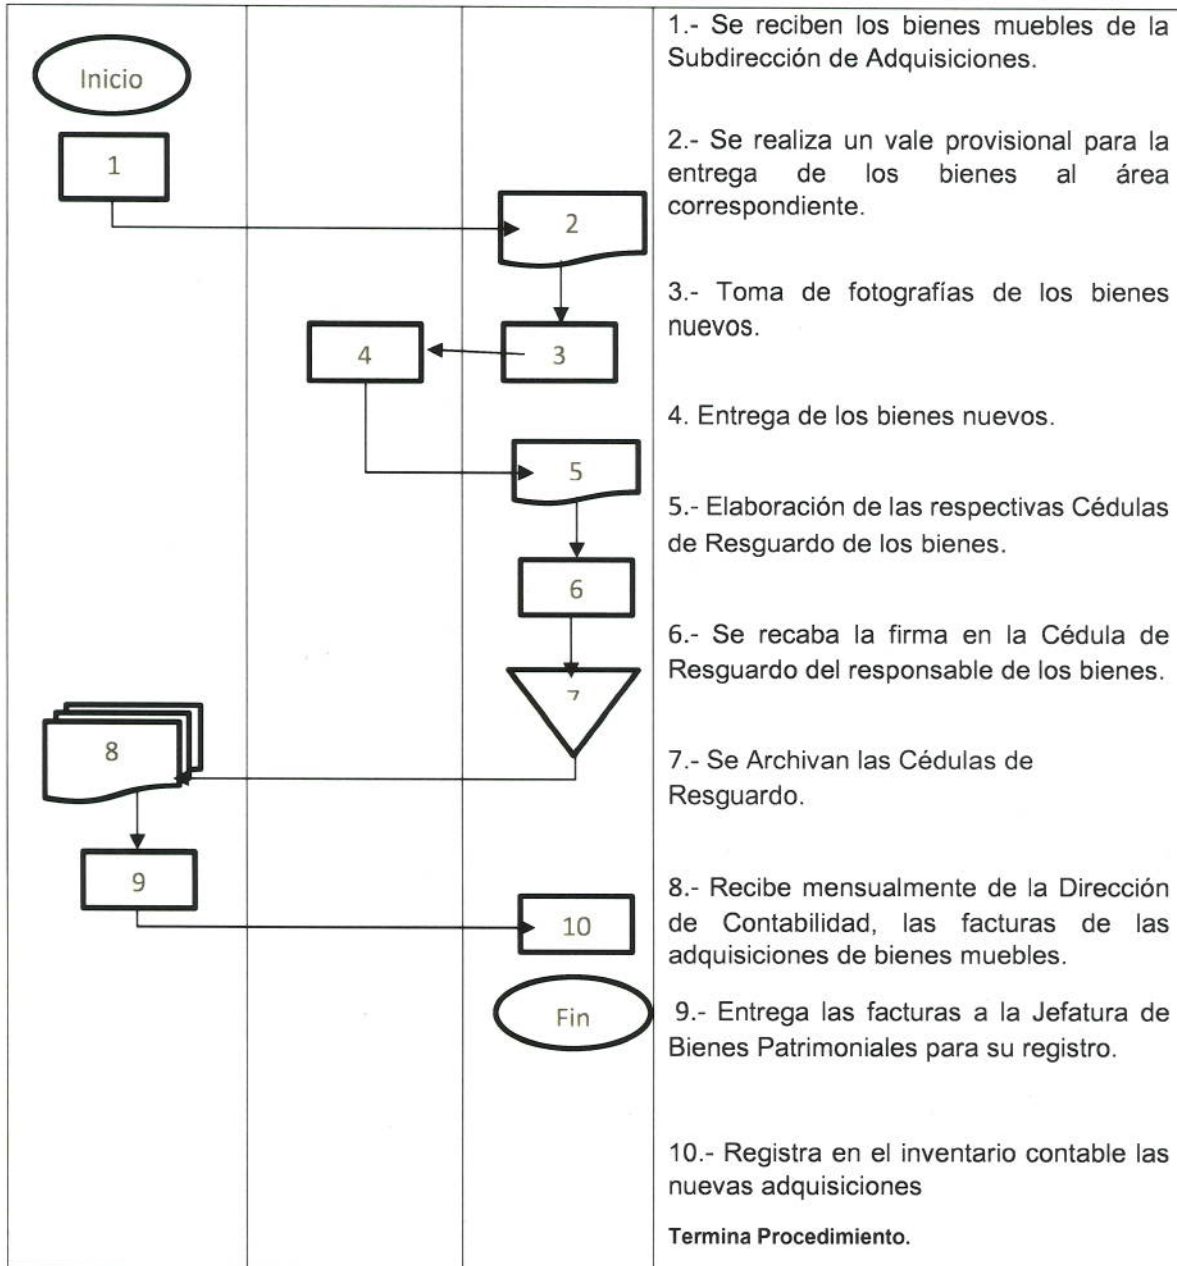 Inicio
1
2
3
4
5
6
7
8
9
10
Fin
1.- Se reciben los bienes muebles de la
Subdirección de Adquisiciones.
2.- Se realiza un vale provisional para la
entrega de los bienes al área
correspondiente.
3.- Toma de fotografías de los bienes
nuevos.
4. Entrega de los bienes nuevos.
5.- Elaboración de las respectivas Cédulas
de Resguardo de los bienes.
6.- Se recaba la firma en la Cédula de
Resguardo del responsable de los bienes.
7.- Se Archivan las Cédulas de
Resguardo.
8.- Recibe mensualmente de la Dirección
de Contabilidad, las facturas de las
adquisiciones de bienes muebles.
9.- Entrega las facturas a la Jefatura de
Bienes Patrimoniales para su registro.
10.- Registra en el inventario contable las
nuevas adquisiciones
Termina Procedimiento.